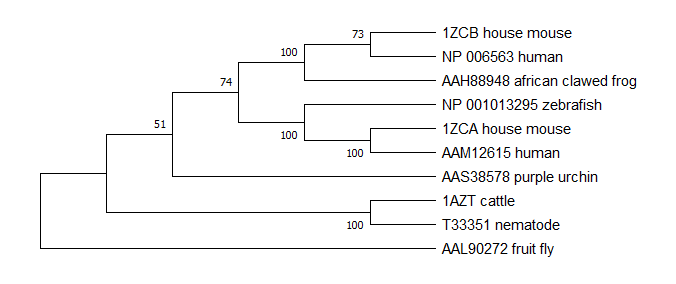 73
1ZCB house mouse
100
NP 006563 human
74
AAH88948 african clawed frog
NP 001013295 zebrafish
51
100
1ZCA house mouse
100
AAM12615 human
AAS38578 purple urchin
1AZT cattle
100
T33351 nematode
AAL90272 fruit fly